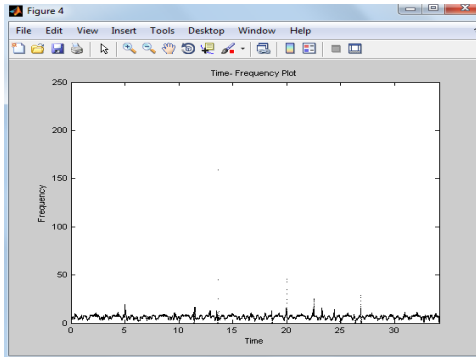 Figure 4
File Edit View Insert Tools Desktop Window Help
Time- Frequency Plot
250
200
150
100
50
0
Frequency
0 5 10 15 20 25 30
Time